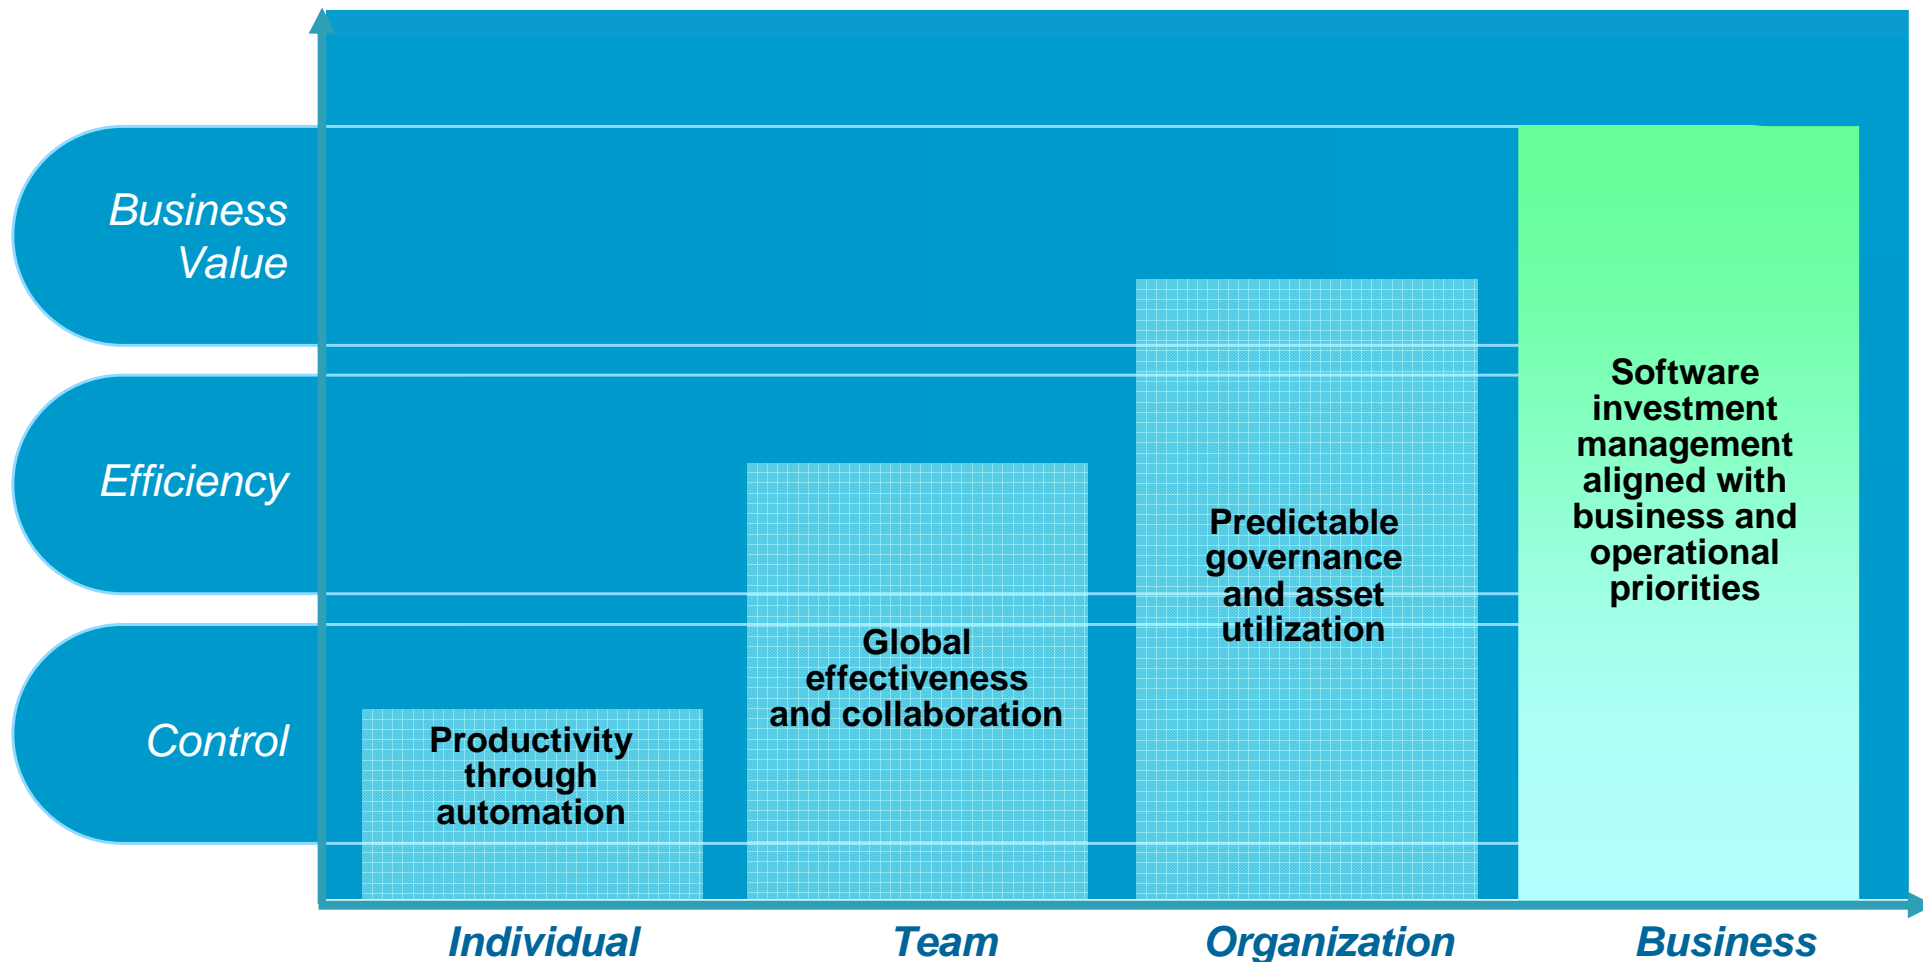 Business
Value
Efficiency
Control
Productivity
through
automation
Global
effectiveness
and collaboration
Predictable
governance
and asset
utilization
Software
investment
management
aligned with
business and
operational
priorities
Individual
Team
Organization
Business